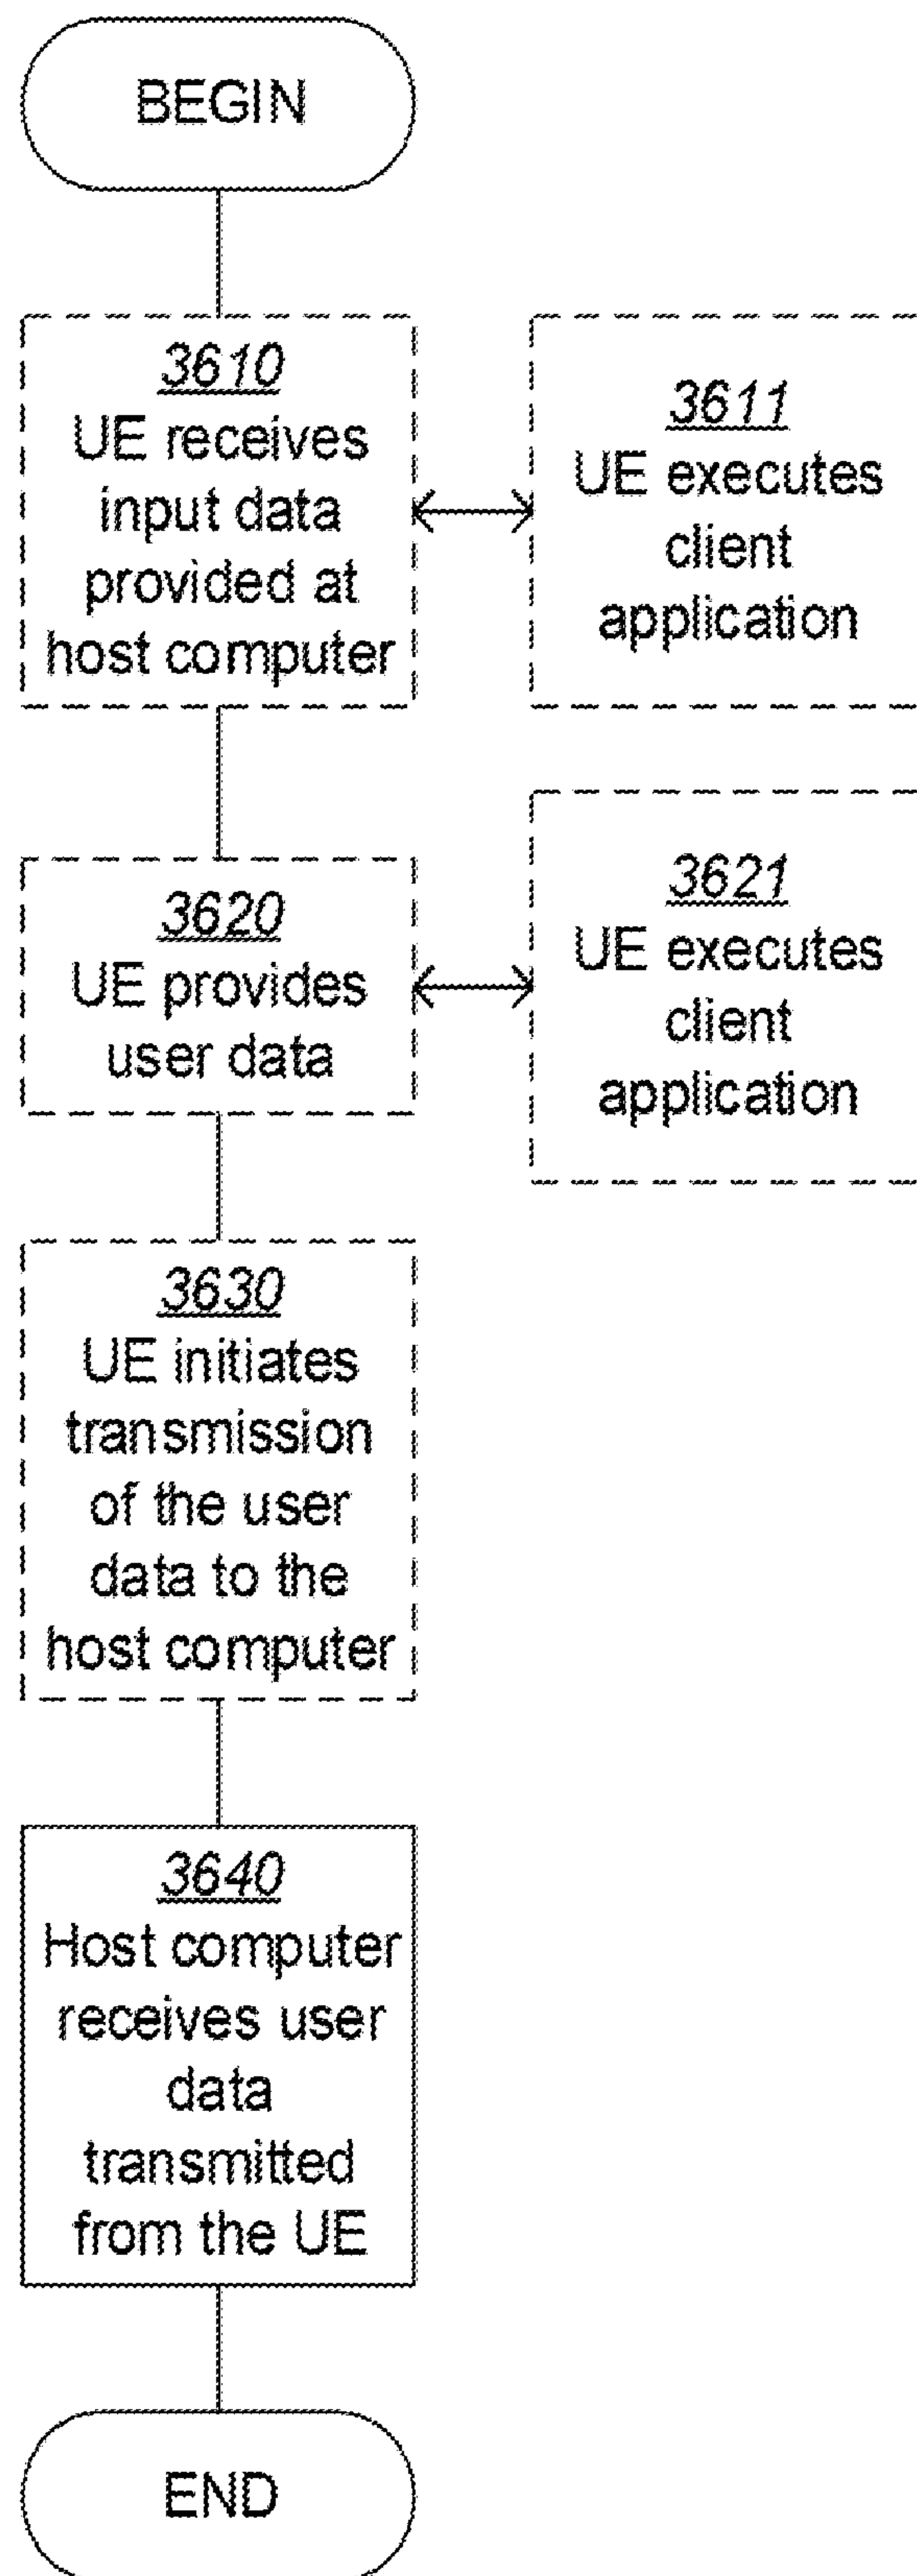 BEGIN
3610
UE receives
input data
provided at
host computer
3611
UE executes
client
application
3620
UE provides
user data
3621
UE executes
client
application
3630
UE initiates
transmission
of the user
data to the
host computer
3640
Host computer
receives user
data
transmitted
from the UE
END